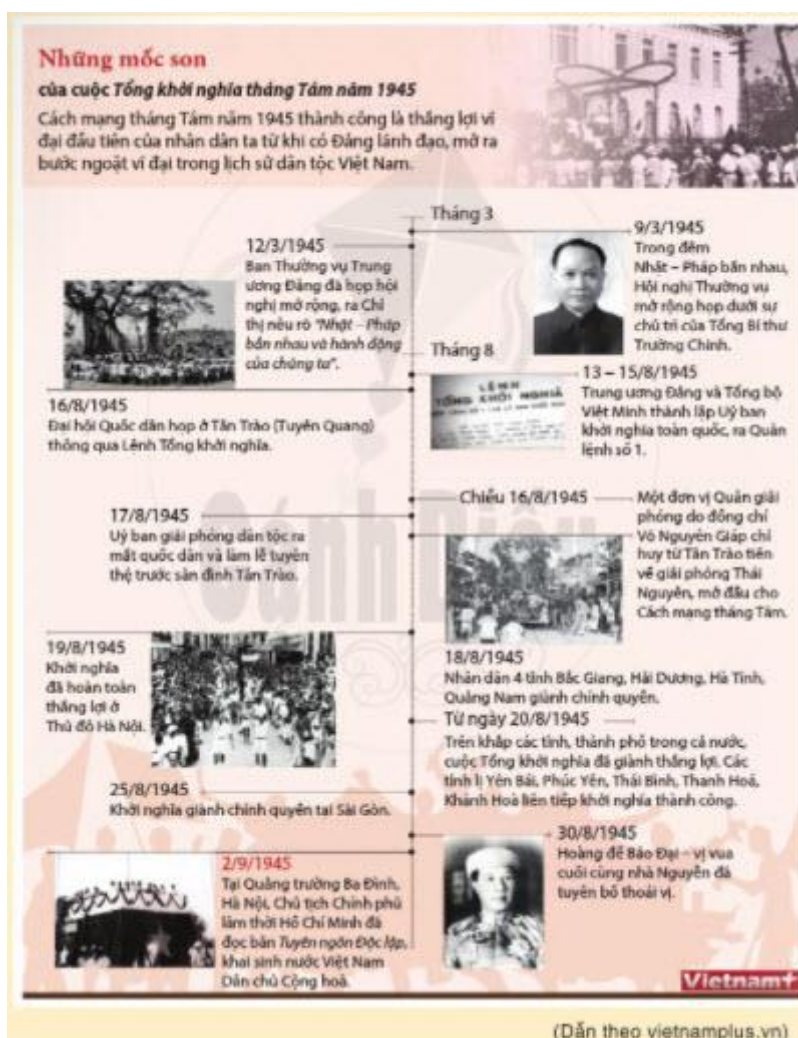 Những mốc son
của cuộc Tổng khởi nghĩa tháng Tám năm 1945
Cách mạng tháng Tám năm 1945 thành công là thắng lợi vĩ
đại đầu tiên của nhân dân ta từ khi có Đảng lãnh đạo, mở ra
bước ngoặt vĩ đại trong lịch sử dân tộc Việt Nam.
Tháng 3
9/3/1945
Trong đêm
Nhật – Pháp bắn nhau,
Hội nghị Thường vụ
mở rộng họp dưới sự
chủ trì của Tổng Bí thư
Trường Chinh.
12/3/1945
Ban Thường vụ Trung
ương Đảng đã họp hội
nghị mở rộng, ra Chỉ
thị nêu rõ "Nhật – Pháp
bắn nhau và hành động
của chúng ta".
Tháng 8
13 – 15/8/1945
Trung ương Đảng và Tổng bộ
Việt Minh thành lập Uỷ ban
khởi nghĩa toàn quốc, ra Quân
lệnh số 1.
LỆNH
TỔNG KHỞI NGHĨA
16/8/1945
Đại hội Quốc dân họp ở Tân Trào (Tuyên Quang)
thông qua Lệnh Tổng khởi nghĩa.
Chiều 16/8/1945
Một đơn vị Quân giải
phóng do đồng chí
Võ Nguyên Giáp chỉ
huy từ Tân Trào tiến
về giải phóng Thái
Nguyên, mở đầu cho
Cách mạng tháng Tám.
17/8/1945
Uỷ ban giải phóng dân tộc ra
mắt quốc dân và làm lễ tuyên
thệ trước sân đình Tân Trào.
Cánh Diều
18/8/1945
Nhân dân 4 tỉnh Bắc Giang, Hải Dương, Hà Tĩnh,
Quảng Nam giành chính quyền.
19/8/1945
Khởi nghĩa
đã hoàn toàn
thắng lợi ở
Thủ đô Hà Nội.
Từ ngày 20/8/1945
Trên khắp các tỉnh, thành phố trong cả nước,
cuộc Tổng khởi nghĩa đã giành thắng lợi. Các
tỉnh lị Yên Bái, Phúc Yên, Thái Bình, Thanh Hoá,
Khánh Hoà liên tiếp khởi nghĩa thành công.
25/8/1945
Khởi nghĩa giành chính quyền tại Sài Gòn.
30/8/1945
Hoàng đế Bảo Đại – vị vua
cuối cùng nhà Nguyễn đã
tuyên bố thoái vị.
2/9/1945
Tại Quảng trường Ba Đình,
Hà Nội, Chủ tịch Chính phủ
lâm thời Hồ Chí Minh đã
đọc bản Tuyên ngôn Độc lập,
khai sinh nước Việt Nam
Dân chủ Cộng hoà.
Vietnam+
(Dẫn theo vietnamplus.vn)